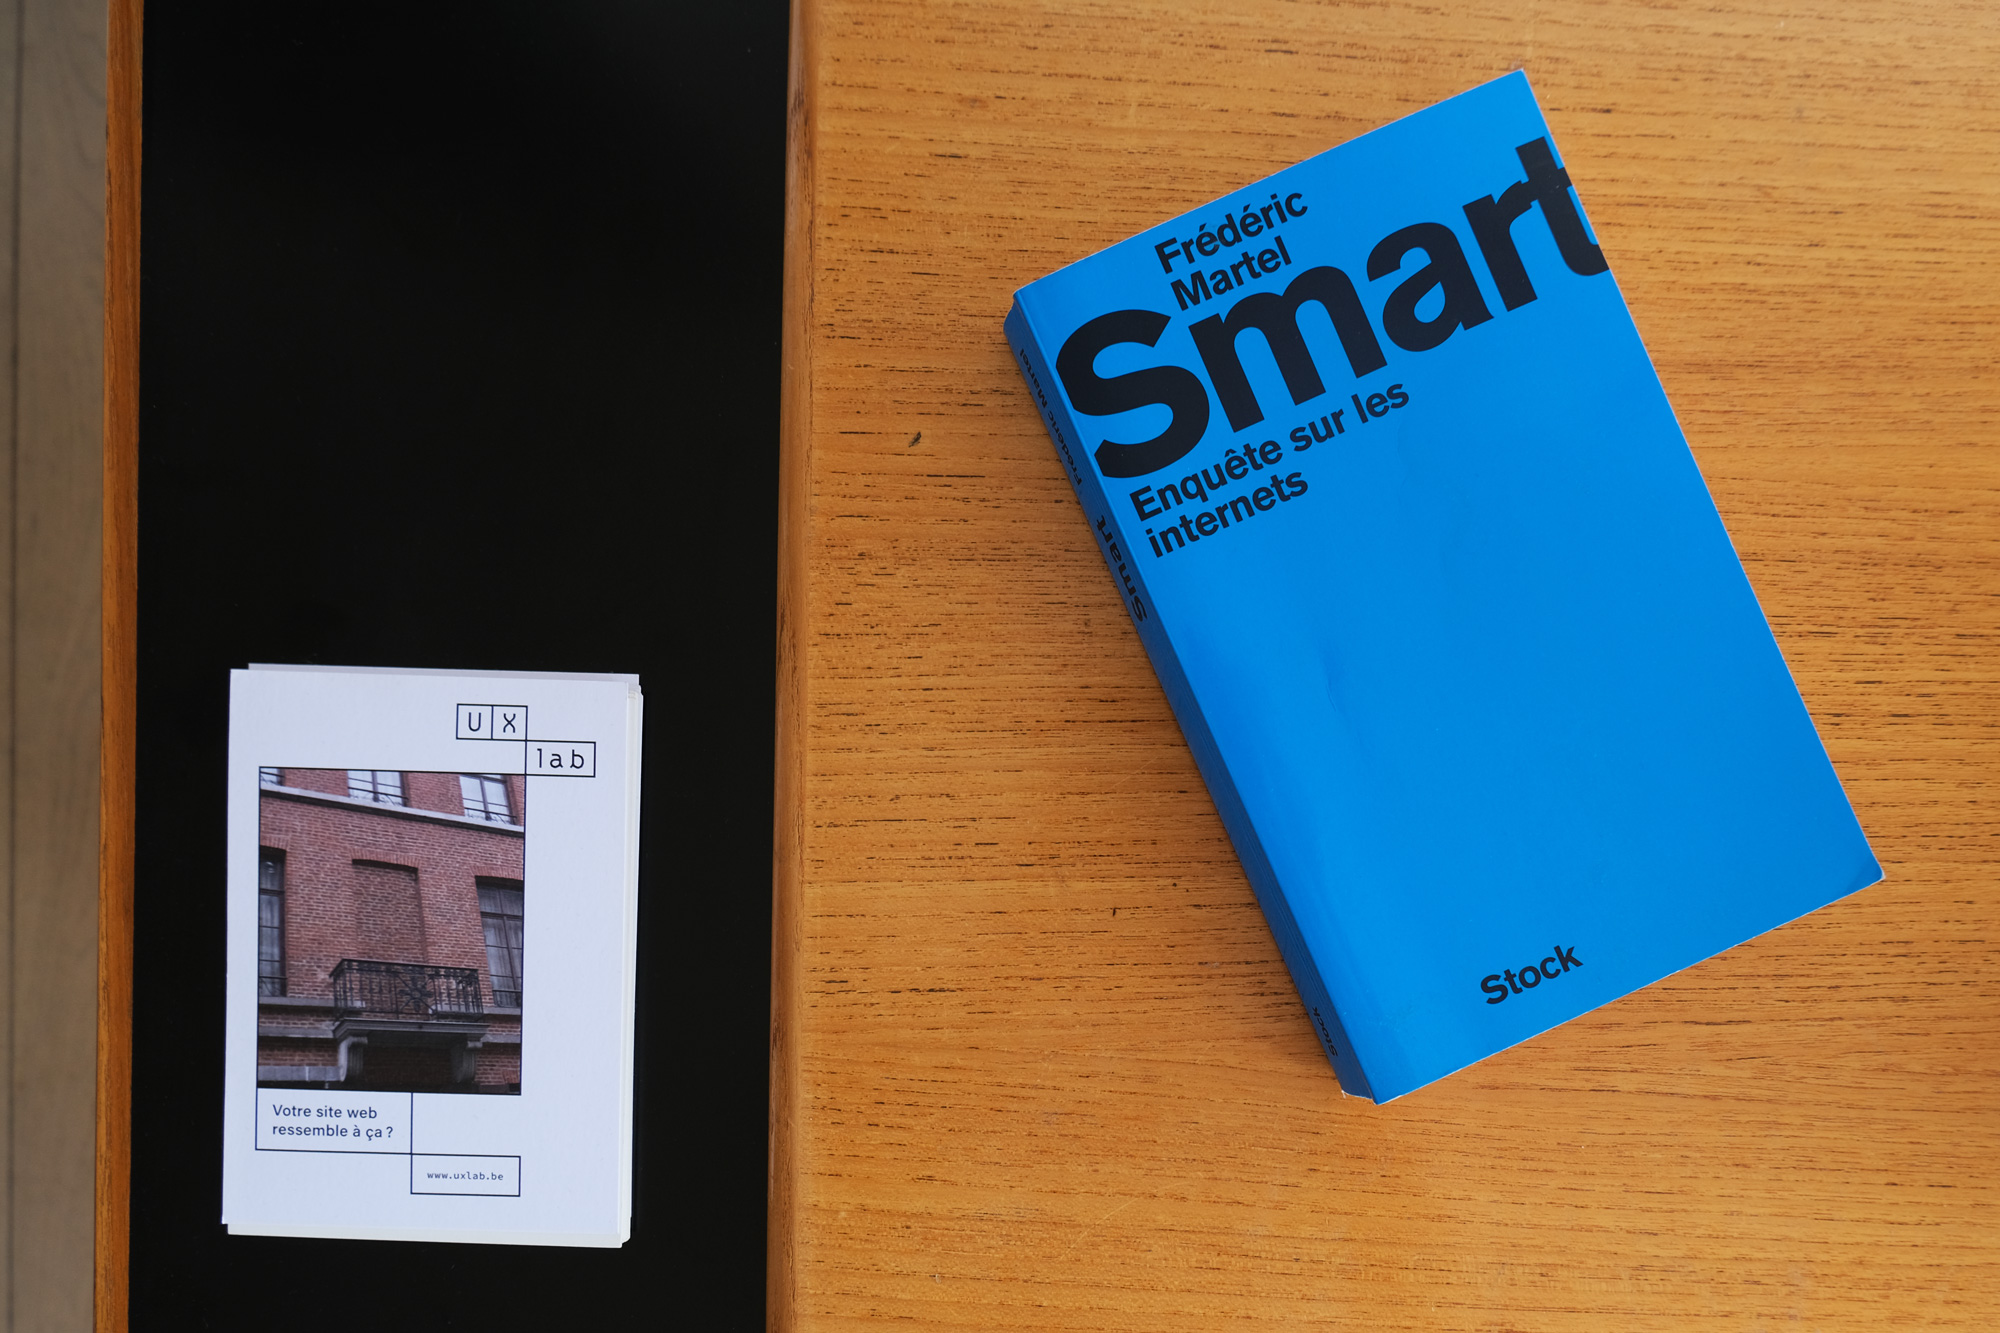 UX
lab
Votre site web
ressemble à ça ?
www.uxlab.be
Frédéric
Martel
Smart
Enquête sur les
internets
Stock
Frédéric Martel
Smart
Stock